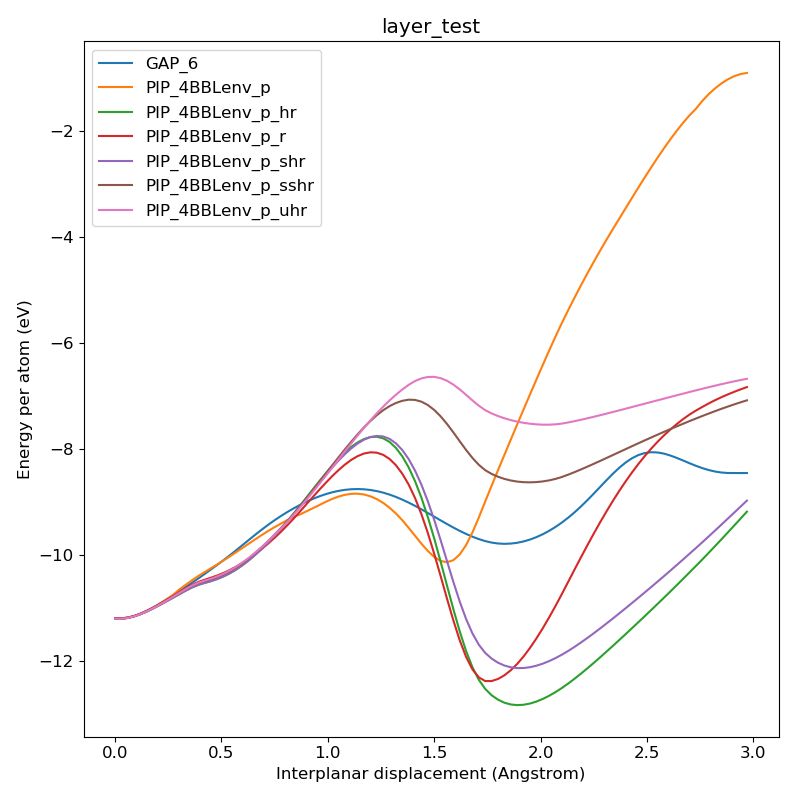 layer_test
GAP_6
PIP_4BBLenv_p
PIP_4BBLenv_p_hr
PIP_4BBLenv_p_r
PIP_4BBLenv_p_shr
PIP_4BBLenv_p_sshr
PIP_4BBLenv_p_uhr
−2
−4
−6
−8
−10
−12
Energy per atom (eV)
0.0 0.5 1.0 1.5 2.0 2.5 3.0
Interplanar displacement (Angstrom)